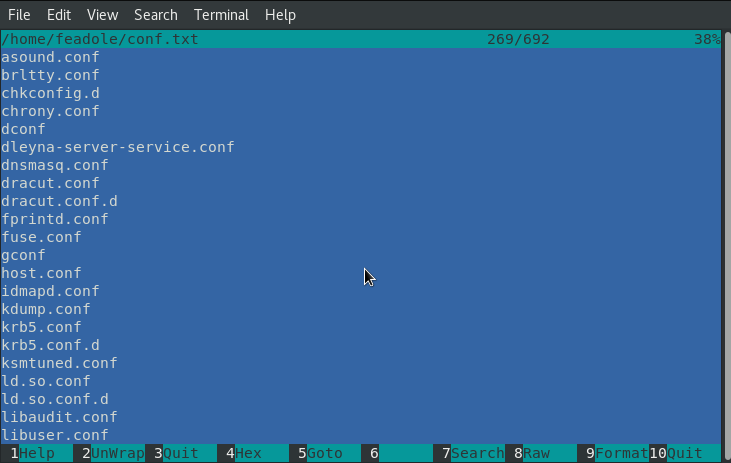 File Edit View Search Terminal Help
/home/feadole/conf.txt 269/692 38%
asound.conf
brltty.conf
chkconfig.d
chrony.conf
dconf
dleyna-server-service.conf
dnsmasq.conf
dracut.conf
dracut.conf.d
fprintd.conf
fuse.conf
gconf
host.conf
idmapd.conf
kdump.conf
krb5.conf
krb5.conf.d
ksmtuned.conf
ld.so.conf
ld.so.conf.d
libaudit.conf
libuser.conf
1Help 2UnWrap 3Quit 4Hex 5Goto 6 7Search 8Raw 9Format 10Quit